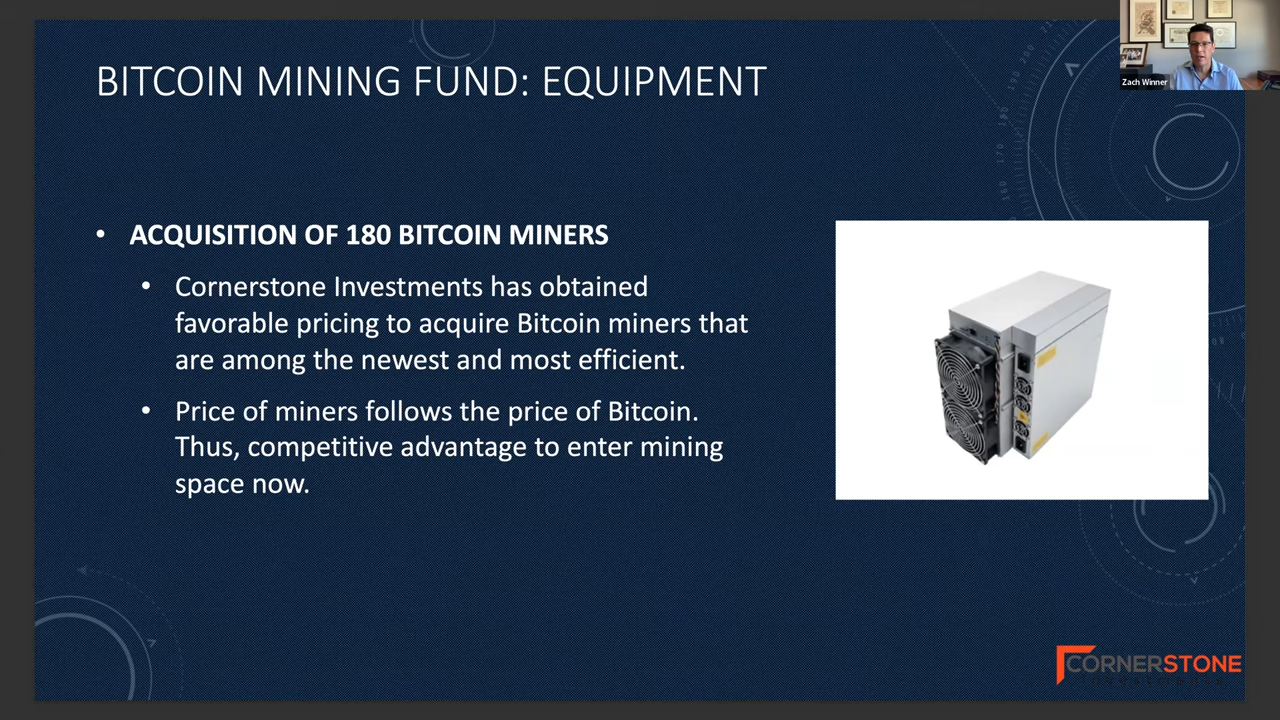 BITCOIN MINING FUND: EQUIPMENT
Zach Winner
• ACQUISITION OF 180 BITCOIN MINERS
• Cornerstone Investments has obtained
favorable pricing to acquire Bitcoin miners that
are among the newest and most efficient.
• Price of miners follows the price of Bitcoin.
Thus, competitive advantage to enter mining
space now.
CORNERSTONE